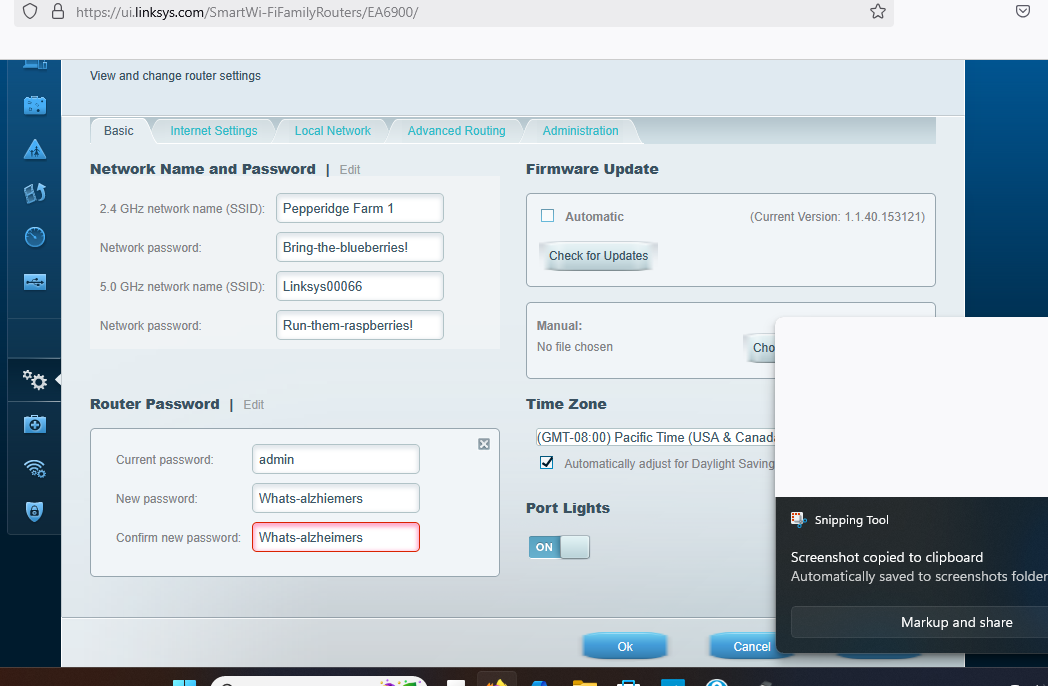 https://ui.linksys.com/SmartWi-FiFamilyRouters/EA6900/
View and change router settings
Basic
Internet Settings
Local Network
Advanced Routing
Administration
Network Name and Password | Edit
2.4 GHz network name (SSID): Pepperidge Farm 1
Network password: Bring-the-blueberries!
5.0 GHz network name (SSID): Linksys00066
Network password: Run-them-raspberries!
Router Password | Edit
Current password: admin
New password: Whats-alzhiemers
Confirm new password: Whats-alzheimers
Firmware Update
Automatic (Current Version: 1.1.40.153121)
Check for Updates
Manual:
No file chosen
Cho
Time Zone
(GMT-08:00) Pacific Time (USA & Canada
Automatically adjust for Daylight Saving
Port Lights
ON
Ok
Cancel
Snipping Tool
Screenshot copied to clipboard
Automatically saved to screenshots folder
Markup and share